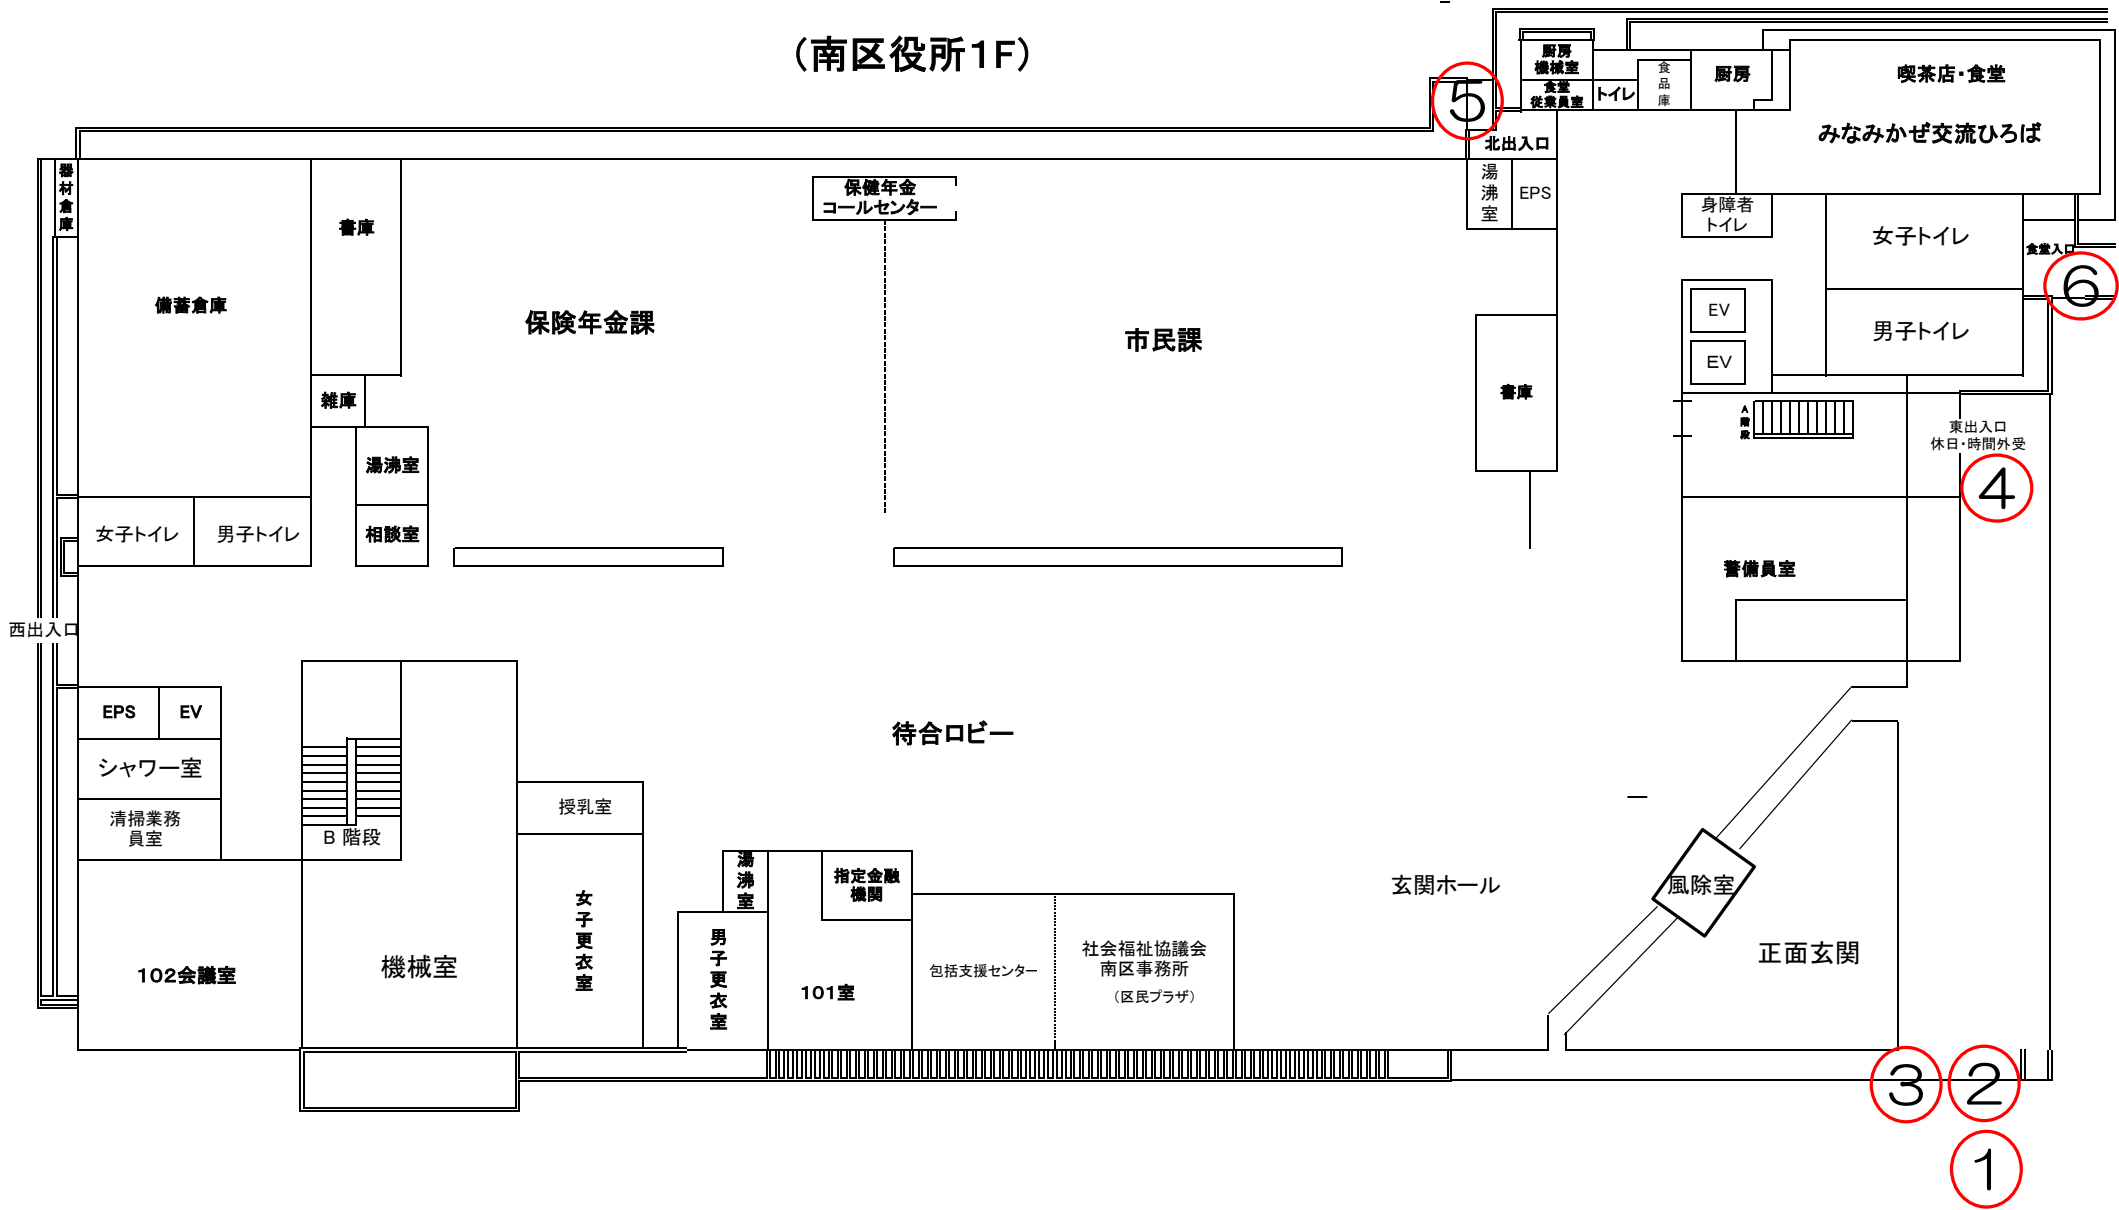 （南区役所１F）
厨房
機械室
食堂
従業員室
トイレ
食品庫
厨房
喫茶店・食堂
みなみかぜ交流ひろば
⑤
北出入口
器材倉庫
書庫
保健年金
コールセンター
湯沸室
EPS
身障者
トイレ
女子トイレ
食堂入口
⑥
備蓄倉庫
保険年金課
市民課
EV
EV
男子トイレ
雑庫
書庫
A階段
東出入口
休日・時間外受
④
湯沸室
相談室
女子トイレ
男子トイレ
警備員室
西出入口
EPS
EV
シャワー室
清掃業務
員室
B 階段
待合ロビー
授乳室
湯沸室
指定金融
機関
玄関ホール
風除室
正面玄関
102会議室
機械室
女子更衣室
男子更衣室
101室
包括支援センター
社会福祉協議会
南区事務所
（区民プラザ）
③
②
①